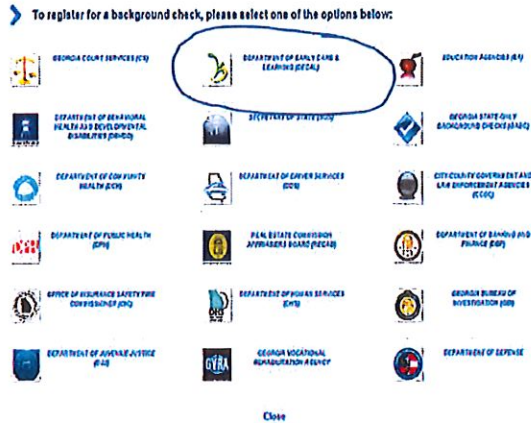 To register for a background check, please select one of the options below:
GEORGIA COURT SERVICES (CS)
DEPARTMENT OF EARLY CARE &
LEARNING (DECAL)
EDUCATION AGENCIES (EA)
DEPARTMENT OF BEHAVIORAL
HEALTH AND DEVELOPMENTAL
DISABILITIES (DBHDD)
SECRETARY OF STATE (SOS)
GEORGIA STATE-ONLY
BACKGROUND CHECKS
DEPARTMENT OF COMMUNITY
HEALTH (DCH)
DEPARTMENT OF DRIVER SERVICES
(DDS)
CITY COUNTY GOVERNMENT AND
LAW ENFORCEMENT AGENCIES
DPH
DEPARTMENT OF PUBLIC HEALTH
(DPH)
REAL ESTATE COMMISSION
APPRAISERS BOARD (RECAB)
DEPARTMENT OF BANKING AND
FINANCE (DBF)
OFFICE OF INSURANCE SAFETY FIRE
COMMISSIONER (OIC)
DEPARTMENT OF HUMAN SERVICES
(DHS)
GEORGIA BUREAU OF
INVESTIGATION (GBI)
DEPARTMENT OF JUVENILE JUSTICE
(DJJ)
GVRA
GEORGIA VOCATIONAL
REHABILITATION AGENCY
DEPARTMENT OF DEFENSE
Close